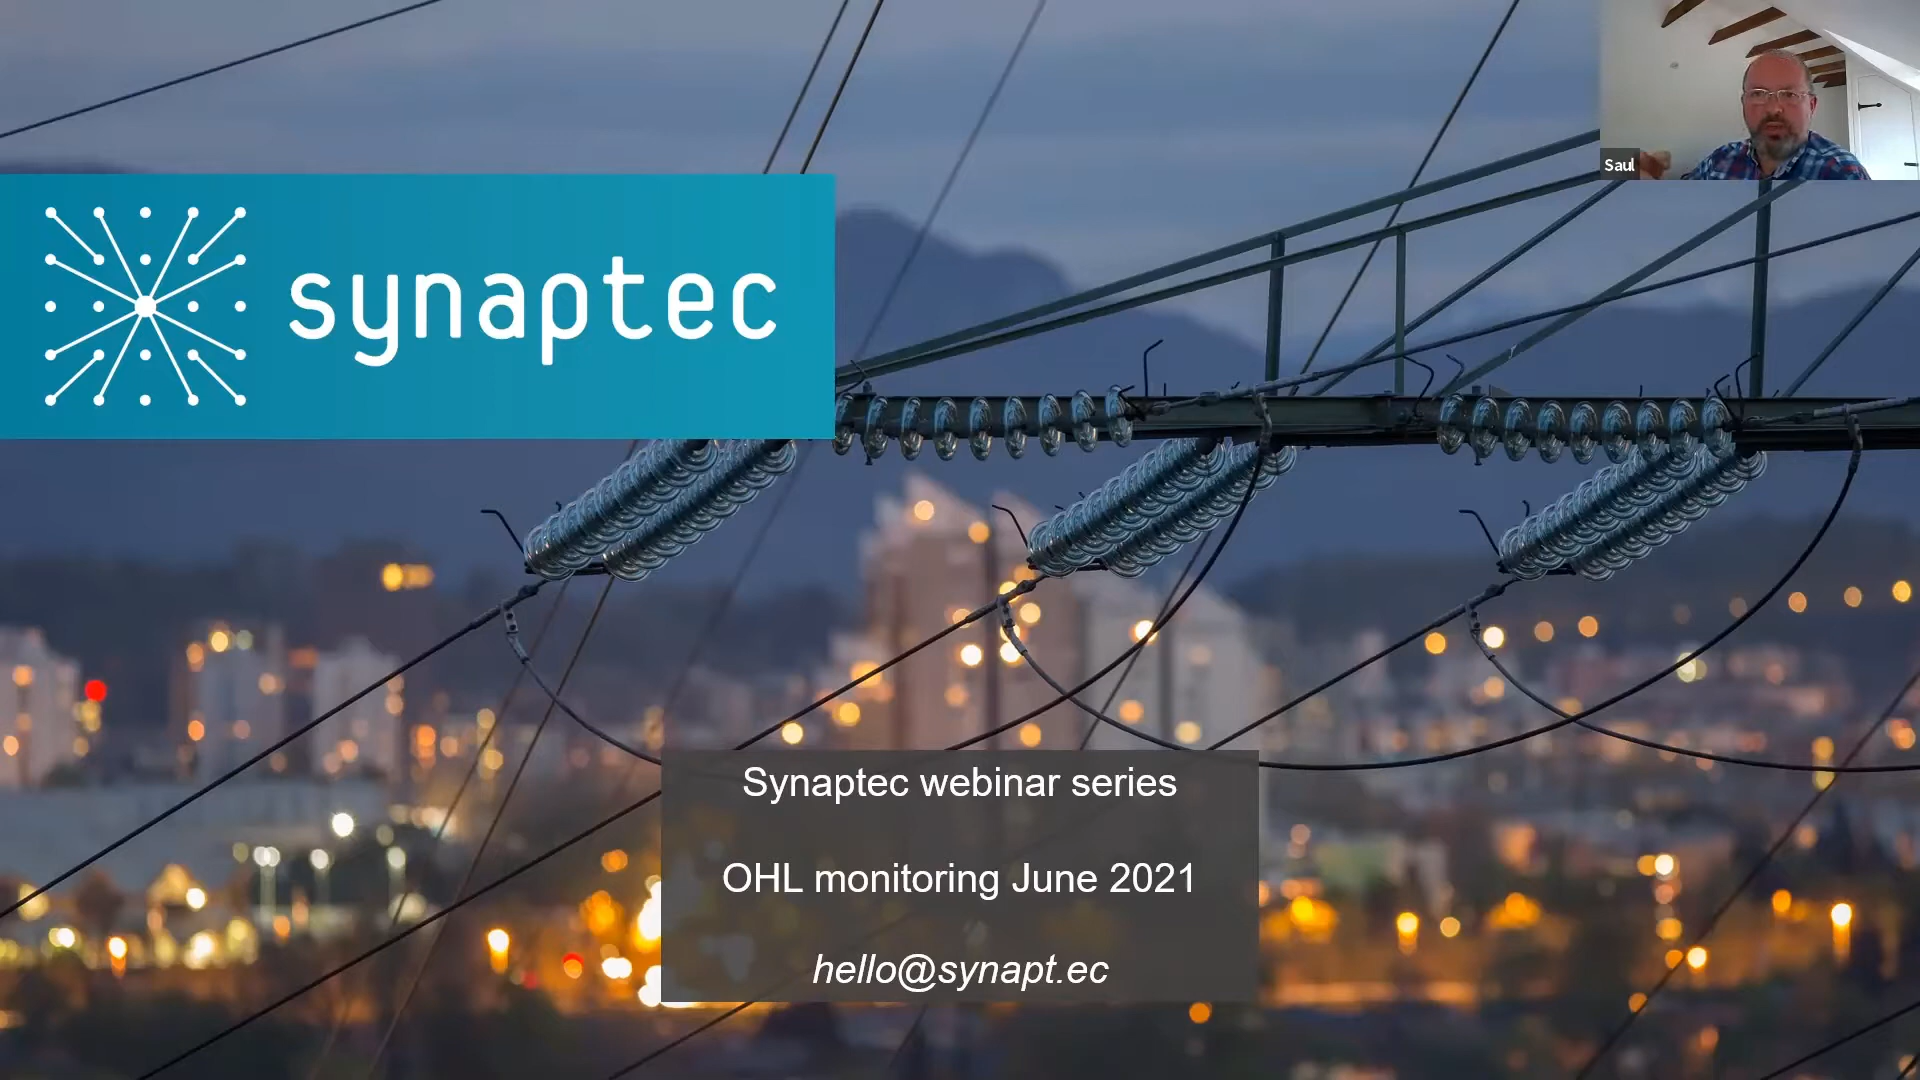 Saul
synaptec
Synaptec webinar series
OHL monitoring June 2021
hello@synapt.ec